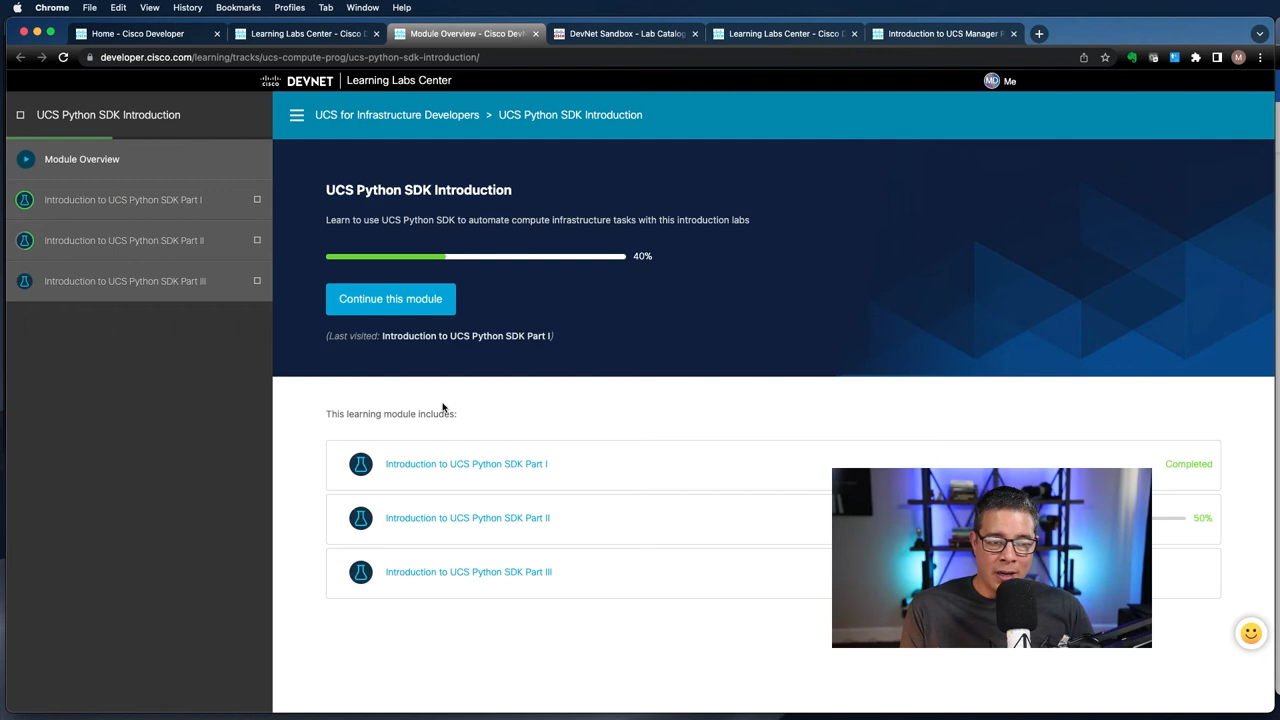 Chrome File Edit View History Bookmarks Profiles Tab Window Help
Home - Cisco Developer
Learning Labs Center - Cisco D
Module Overview - Cisco Dev
DevNet Sandbox - Lab Catalog
Learning Labs Center - Cisco D
Introduction to UCS Manager P
developer.cisco.com/learning/tracks/ucs-compute-prog/ucs-python-sdk-introduction/
M
CISCO DEVNET Learning Labs Center
MD Me
UCS Python SDK Introduction
UCS for Infrastructure Developers > UCS Python SDK Introduction
Module Overview
Introduction to UCS Python SDK Part I
Introduction to UCS Python SDK Part II
Introduction to UCS Python SDK Part III
UCS Python SDK Introduction
Learn to use UCS Python SDK to automate compute infrastructure tasks with this introduction labs
40%
Continue this module
(Last visited: Introduction to UCS Python SDK Part I)
This learning module includes:
Introduction to UCS Python SDK Part I Completed
Introduction to UCS Python SDK Part II 50%
Introduction to UCS Python SDK Part III